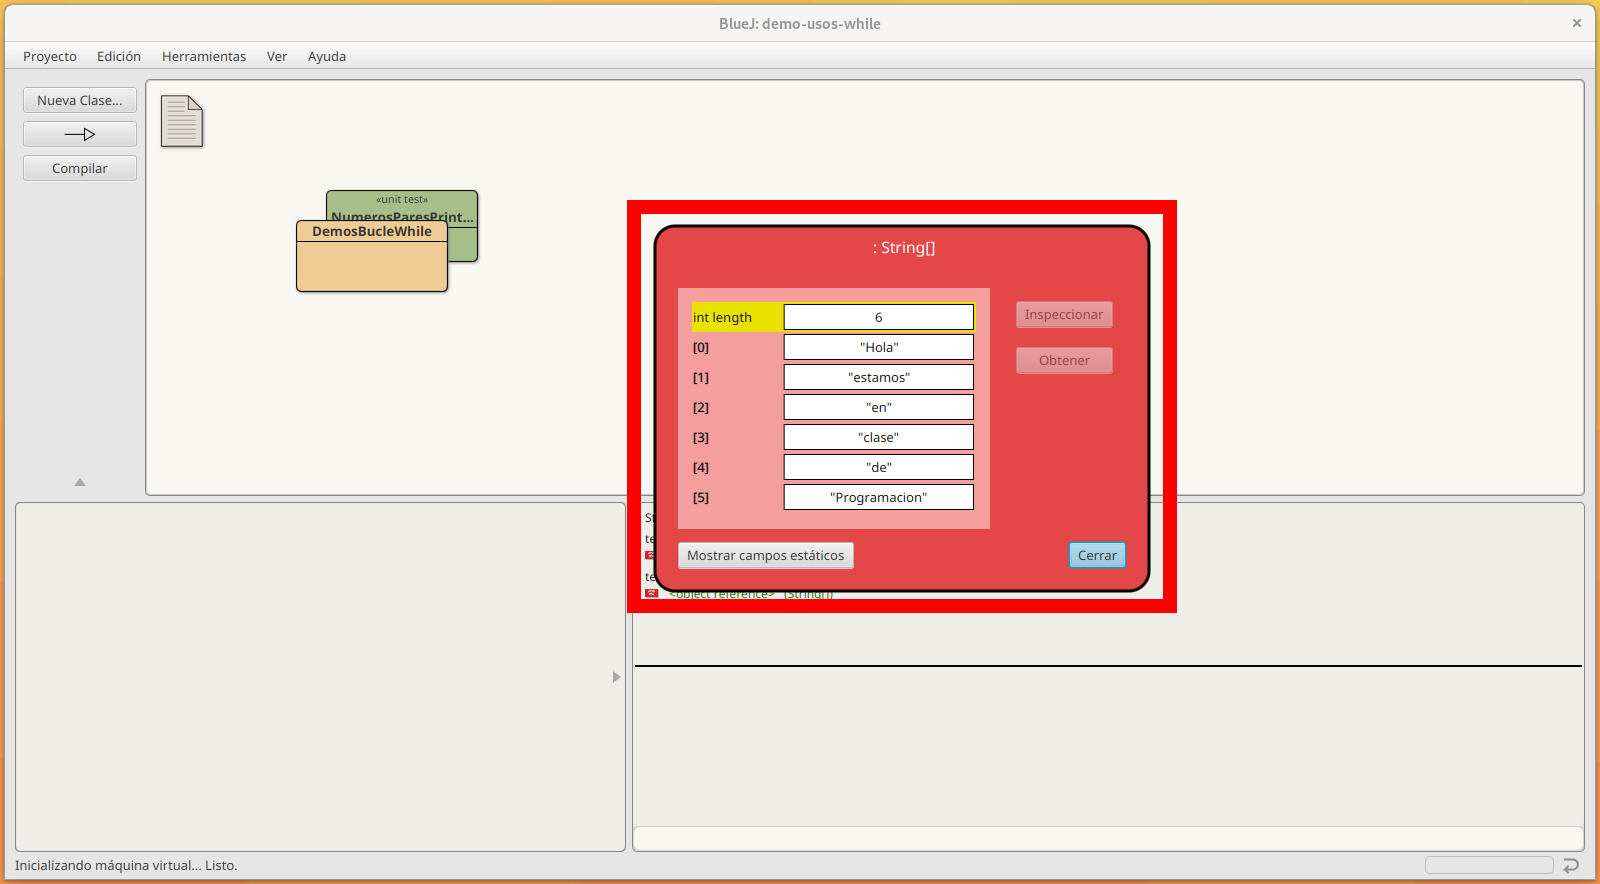 BlueJ: demo-usos-while
Proyecto Edición Herramientas Ver Ayuda
Nueva Clase...
Compilar
«unit test»
NumerosParesPrint...
DemosBucleWhile
: String[]
int length 6
[0] "Hola"
[1] "estamos"
[2] "en"
[3] "clase"
[4] "de"
[5] "Programacion"
Inspeccionar
Obtener
Mostrar campos estáticos
Cerrar
<object reference> (String[])
Inicializando máquina virtual... Listo.